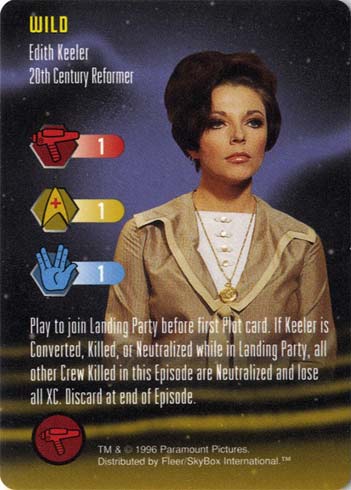 WILD
Edith Keeler
20th Century Reformer
1
1
1
Play to join Landing Party before first Plot card. If Keeler is
Converted, Killed, or Neutralized while in Landing Party, all
other Crew Killed in this Episode are Neutralized and lose
all XC. Discard at end of Episode.
TM & © 1996 Paramount Pictures.
Distributed by Fleer/SkyBox International.™